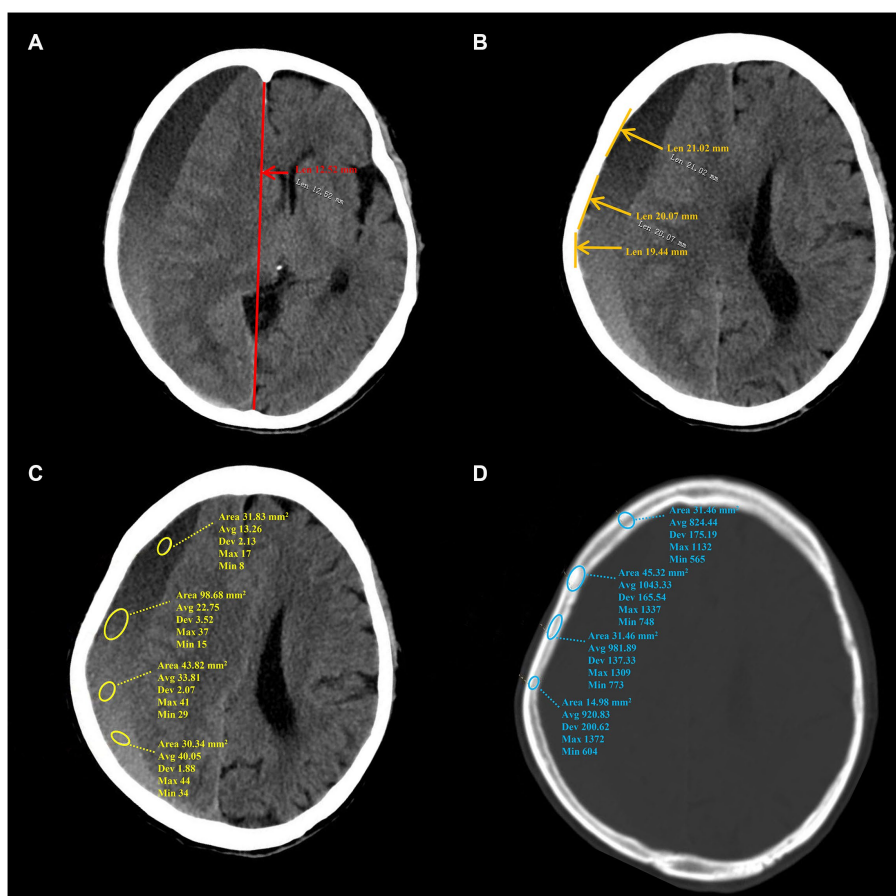 A
Len 12.52 mm
Len 12.52 mm
B
Len 21.02 mm
Len 21.02 mm
Len 20.07 mm
Len 20.07 mm
Len 19.44 mm
C
Area 31.83 mm²
Avg 13.26
Dev 2.13
Max 17
Min 8
Area 98.68 mm²
Avg 22.75
Dev 3.52
Max 37
Min 15
Area 43.82 mm²
Avg 33.81
Dev 2.07
Max 41
Min 29
Area 30.34 mm²
Avg 40.05
Dev 1.88
Max 44
Min 34
D
Area 31.46 mm²
Avg 824.44
Dev 175.19
Max 1132
Min 565
Area 45.32 mm²
Avg 1043.33
Dev 165.54
Max 1337
Min 748
Area 31.46 mm²
Avg 981.89
Dev 137.33
Max 1309
Min 773
Area 14.98 mm²
Avg 920.83
Dev 200.62
Max 1372
Min 604